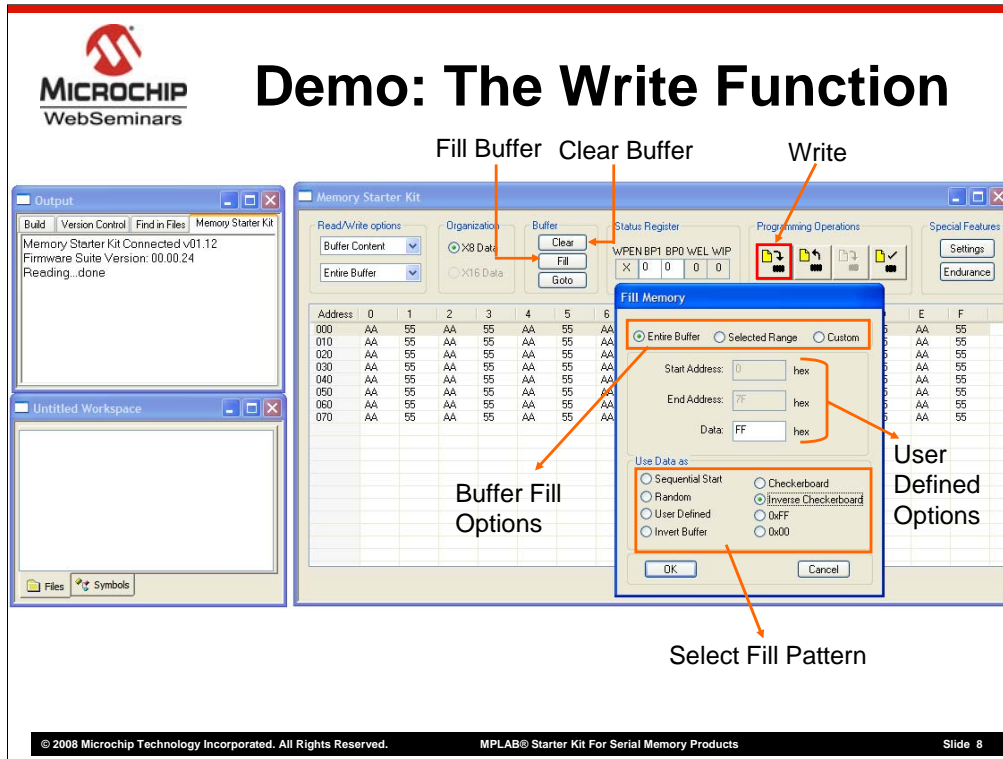 MICROCHIP
WebSeminars
Demo: The Write Function
Fill Buffer
Clear Buffer
Write
Output
Build
Version Control
Find in Files
Memory Starter Kit
Memory Starter Kit Connected v01.12
Firmware Suite Version: 00.00.24
Reading...done
Untitled Workspace
Files
Symbols
Memory Starter Kit
Read/Write options
Buffer Content
Entire Buffer
Organization
X8 Data
X16 Data
Buffer
Clear
Fill
Goto
Status Register
WPEN BP1 BP0 WEL WIP
X 0 0 0 0
Programming Operations
Special Features
Settings
Endurance
Address 0 1 2 3 4 5 6 E F
000 AA 55 AA 55 AA 55 AA 5 AA 55
010 AA 55 AA 55 AA 55 AA 5 AA 55
020 AA 55 AA 55 AA 55 AA 5 AA 55
030 AA 55 AA 55 AA 55 AA 5 AA 55
040 AA 55 AA 55 AA 55 AA 5 AA 55
050 AA 55 AA 55 AA 55 AA 5 AA 55
060 AA 55 AA 55 AA 55 AA 5 AA 55
070 AA 55 AA 55 AA 55 AA 5 AA 55
Fill Memory
Entire Buffer
Selected Range
Custom
Start Address: 0 hex
End Address: 7F hex
Data: FF hex
Use Data as
Sequential Start
Checkerboard
Random
Inverse Checkerboard
User Defined
0xFF
Invert Buffer
0x00
OK
Cancel
Buffer Fill
Options
User
Defined
Options
Select Fill Pattern
© 2008 Microchip Technology Incorporated. All Rights Reserved.
MPLAB® Starter Kit For Serial Memory Products
Slide 8